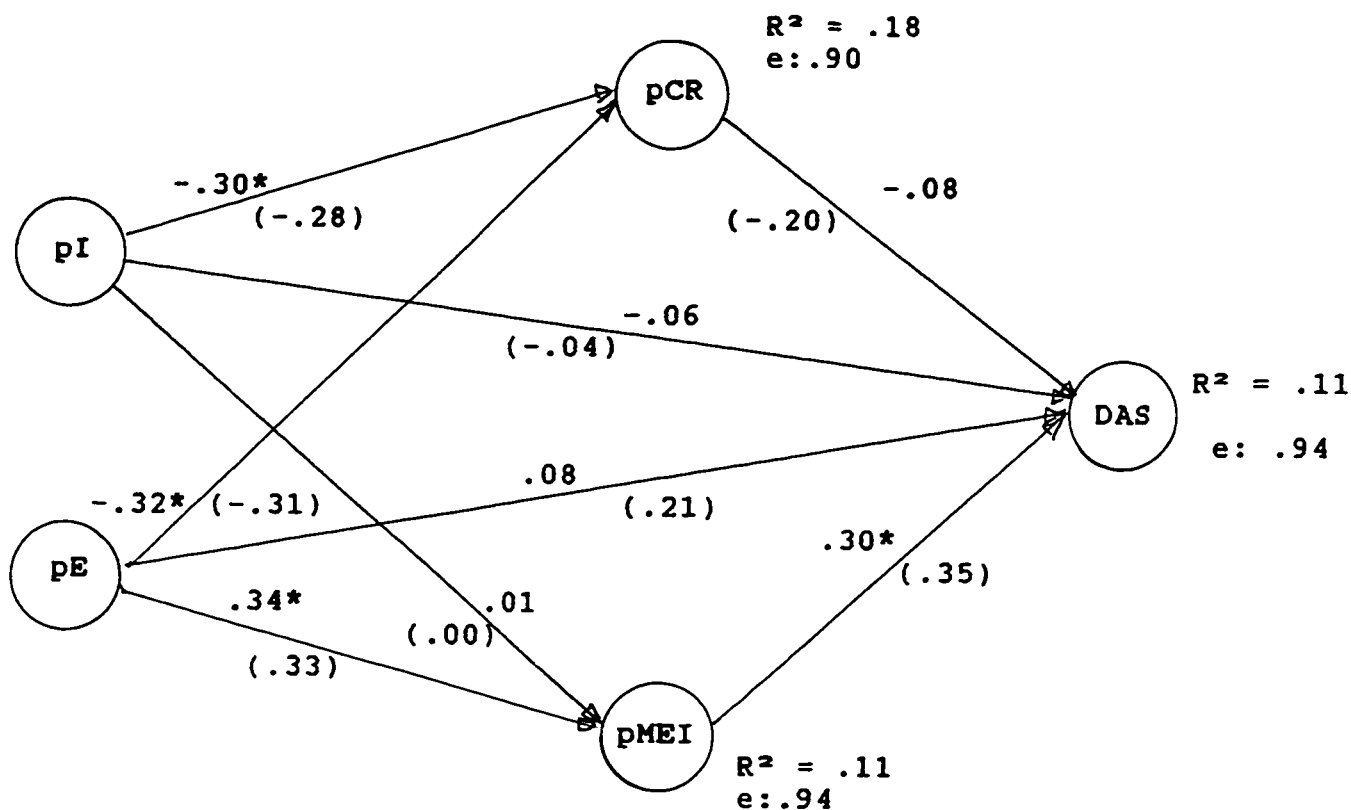 R² = .18
e:.90
pCR
-.30*
(-.28)
-.08
(-.20)
pI
-.06
(-.04)
R² = .11
DAS
e: .94
.08
(.21)
-.32* (-.31)
.30*
(.35)
pE
.34*
.01
(.00)
(.33)
pMEI
R² = .11
e:.94